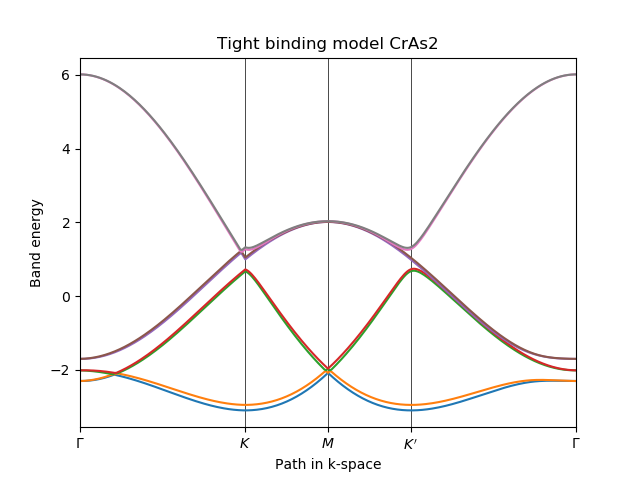 Tight binding model CrAs2
Band energy
6
4
2
0
−2
Γ K M K′ Γ
Path in k-space